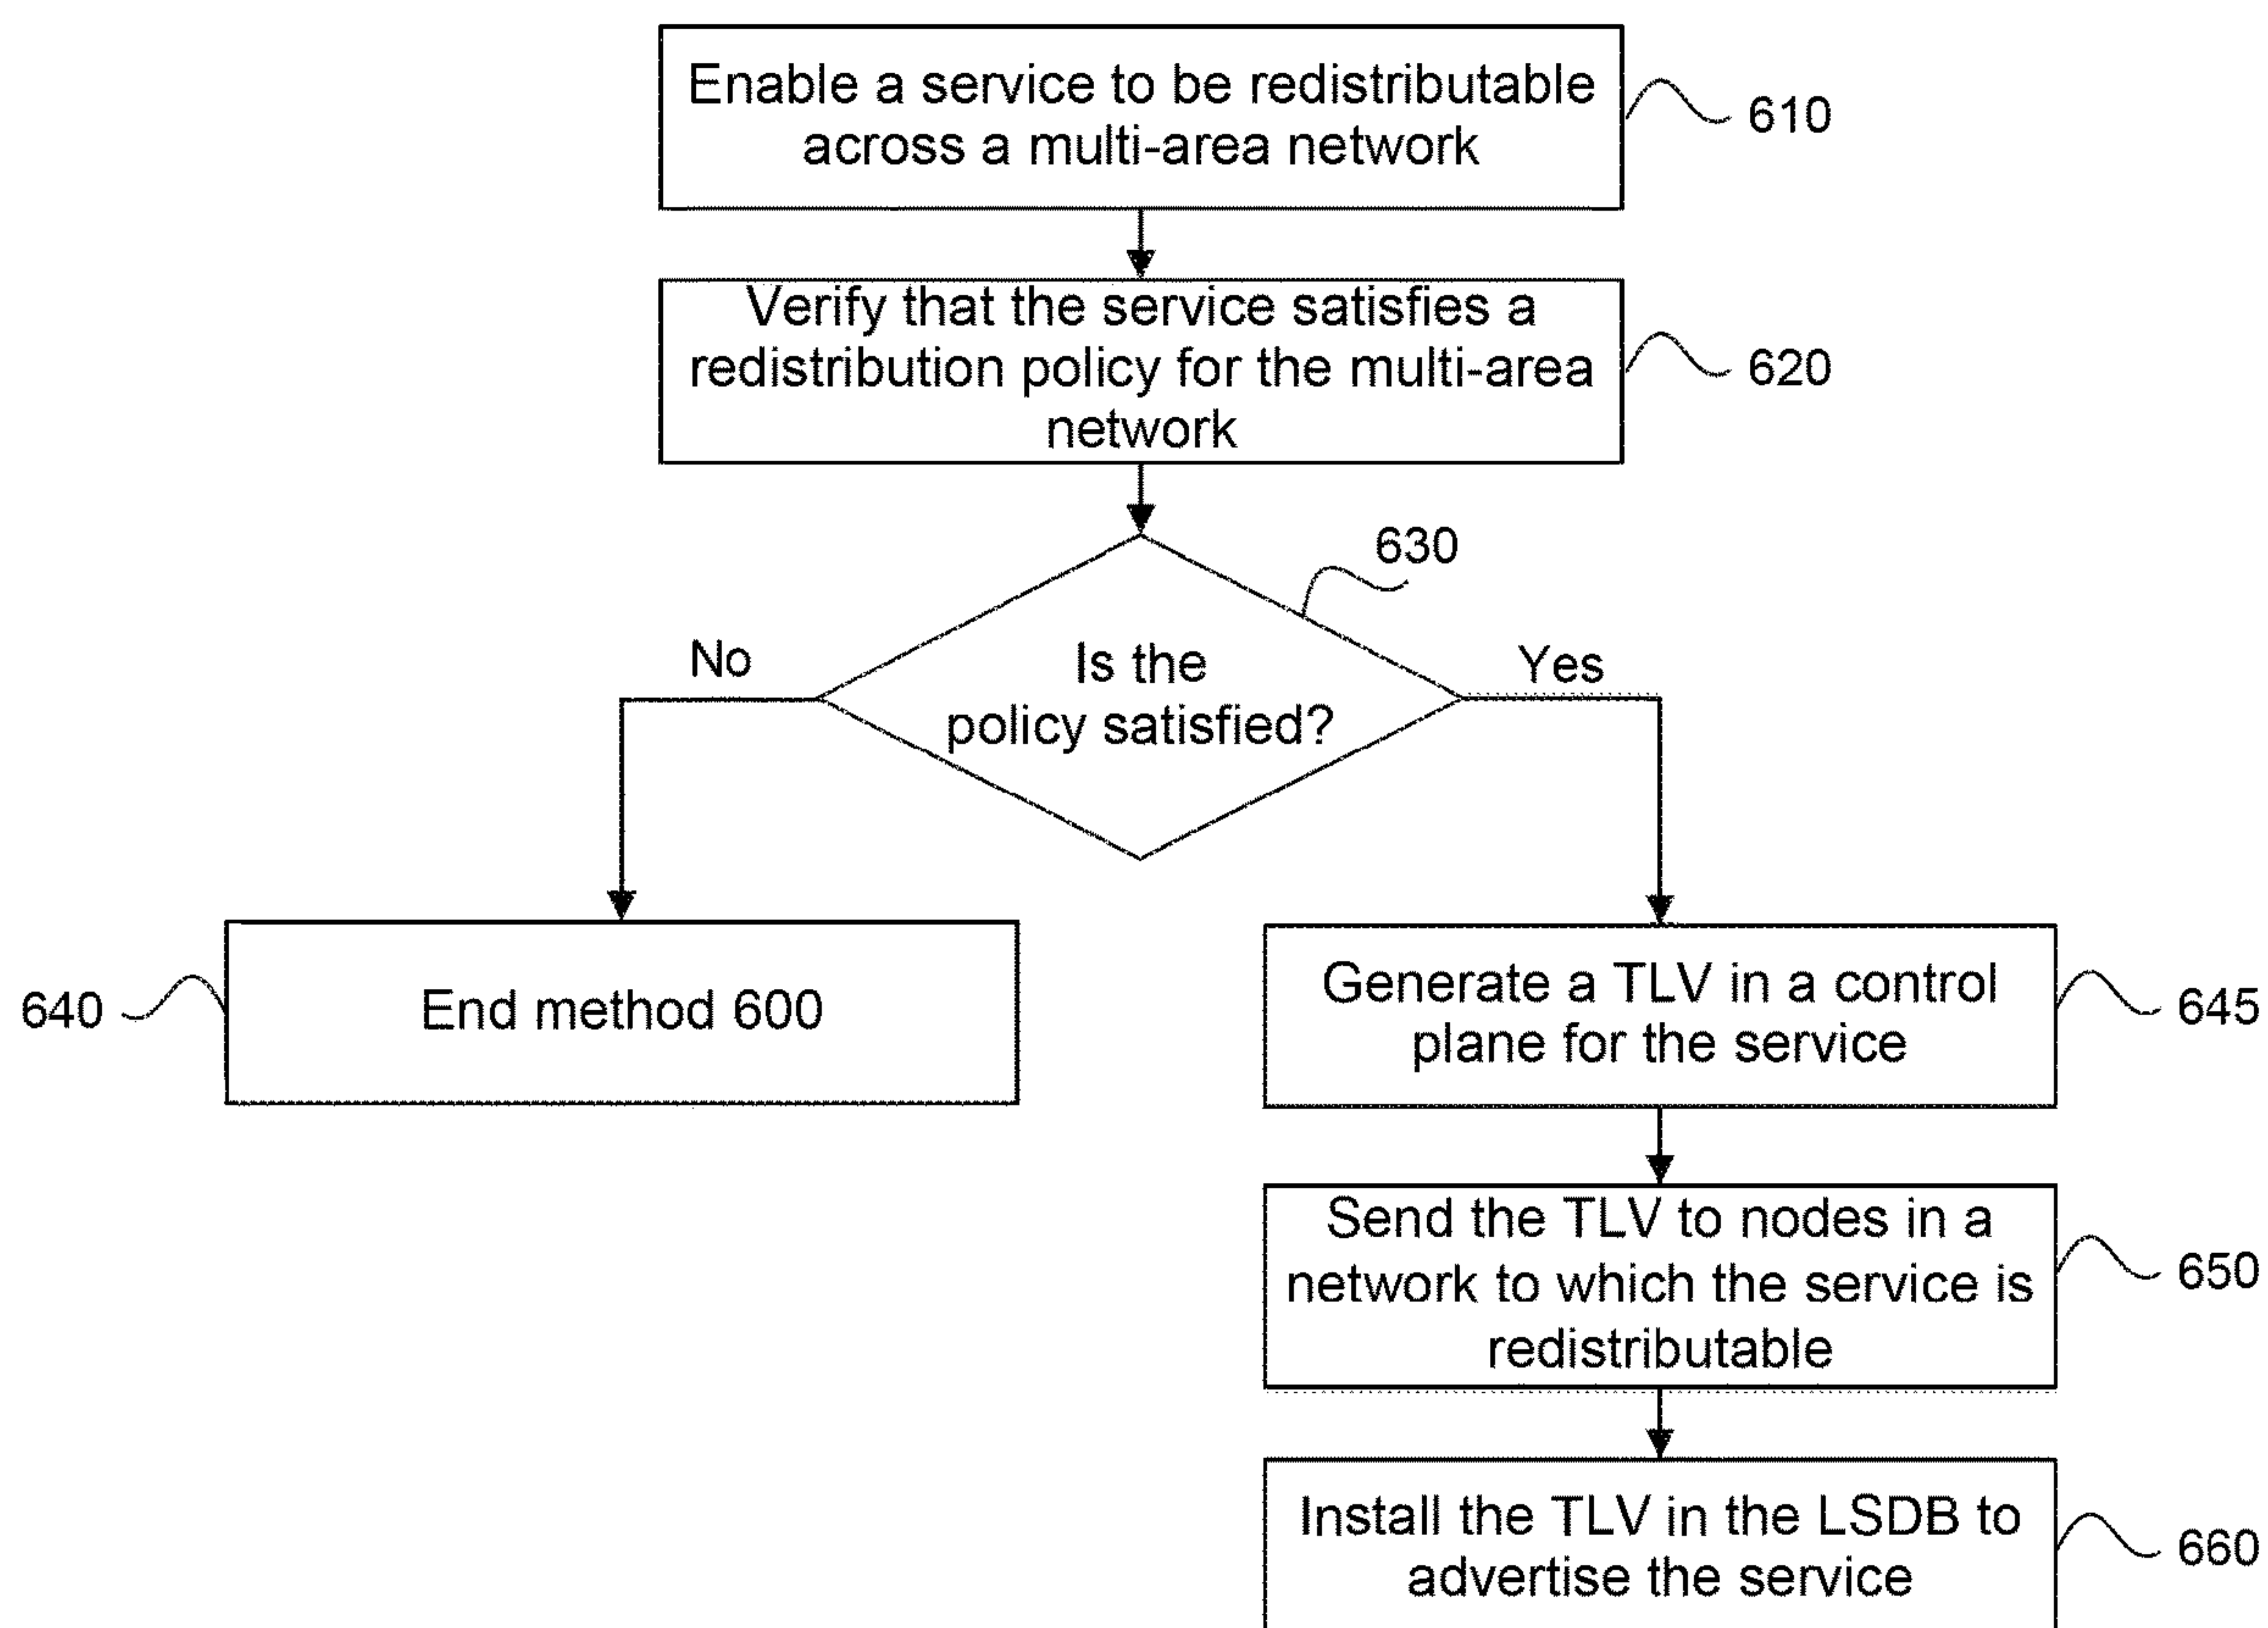 Enable a service to be redistributable
across a multi-area network
610
Verify that the service satisfies a
redistribution policy for the multi-area
network
620
630
No
Is the
policy satisfied?
Yes
640
End method 600
Generate a TLV in a control
plane for the service
645
Send the TLV to nodes in a
network to which the service is
redistributable
650
Install the TLV in the LSDB to
advertise the service
660